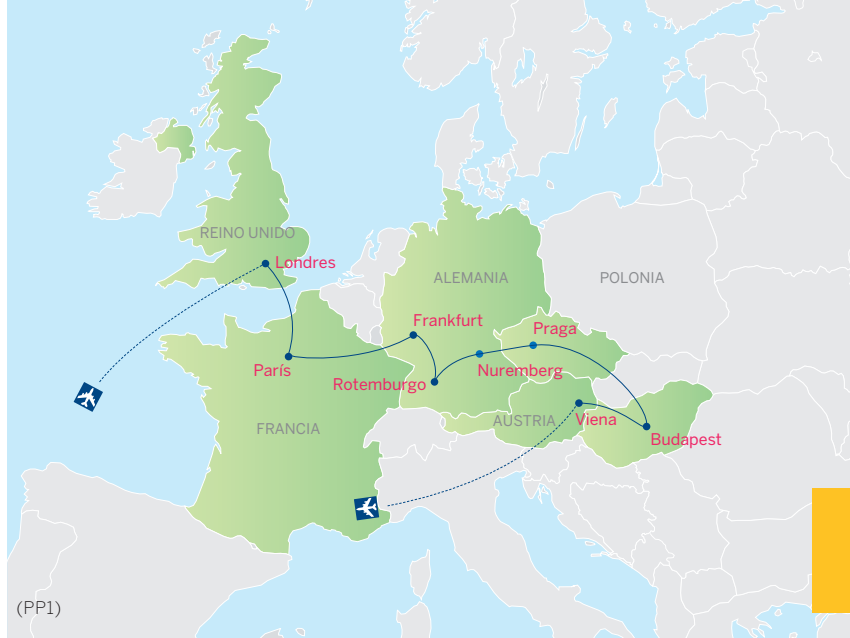 REINO UNIDO
Londres
ALEMANIA
POLONIA
Frankfurt
Praga
París
Rotemburgo
Nuremberg
FRANCIA
AUSTRIA
Viena
Budapest
(PP1)